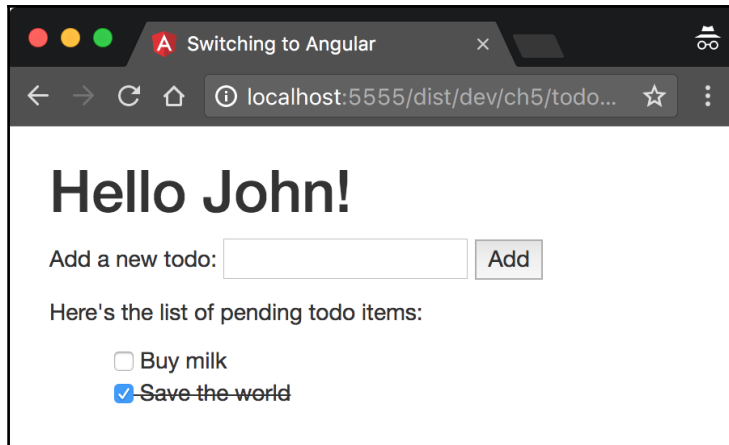 Switching to Angular
localhost:5555/dist/dev/ch5/todo...
Hello John!
Add a new todo: Add
Here's the list of pending todo items:
Buy milk
Save the world